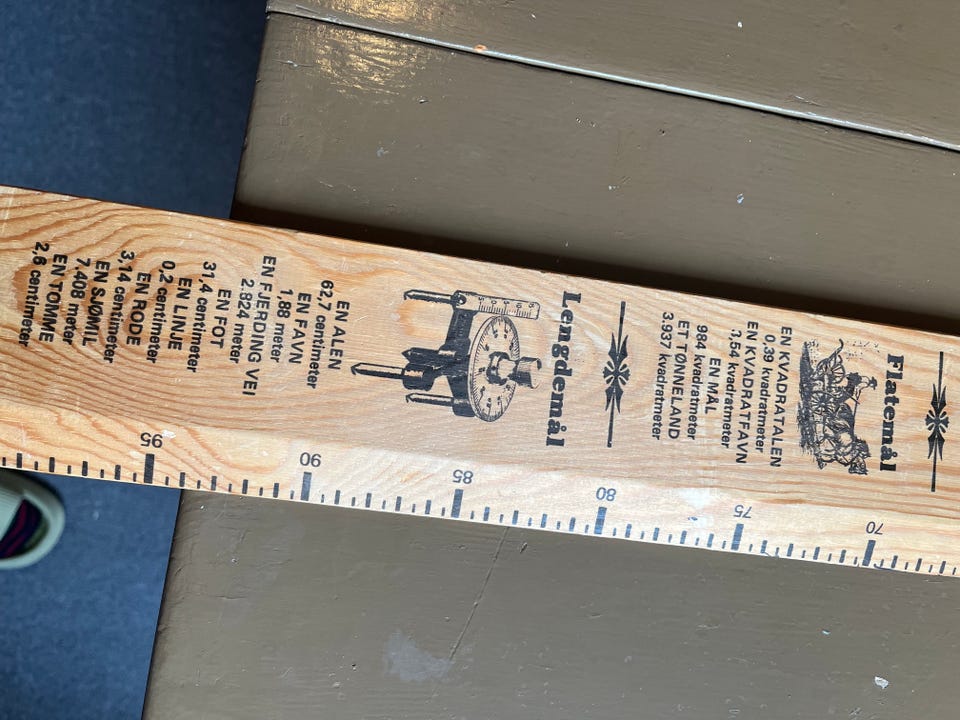 Flatemål
EN KVADRATALEN
0,39 kvadratmeter
EN KVADRATFAVN
3,54 kvadratmeter
EN MÅL
984 kvadratmeter
ET TØNNELAND
3.937 kvadratmeter
Lengdemål
EN ALEN
62,7 centimeter
EN FAVN
1,88 meter
EN FJERDING VEI
2.824 meter
EN FOT
31,4 centimeter
EN LINJE
0,2 centimeter
EN RODE
3,14 centimeter
EN SJØMIL
7.408 meter
EN TOMME
2,6 centimeter
95
90
85
80
75
70